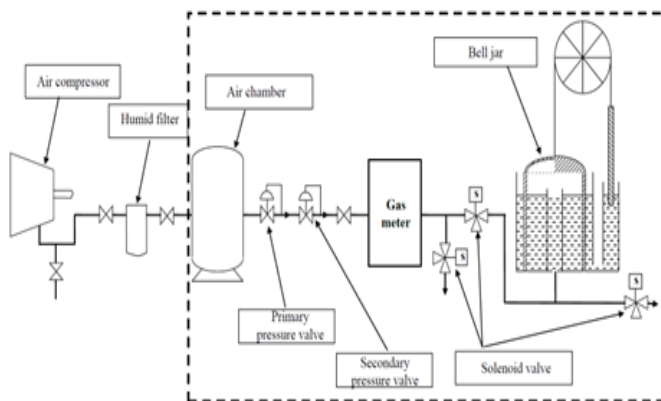 Air compressor
Humid filter
Air chamber
Bell jar
Gas
meter
S
S
S
Primary
pressure valve
Secondary
pressure valve
Solenoid valve